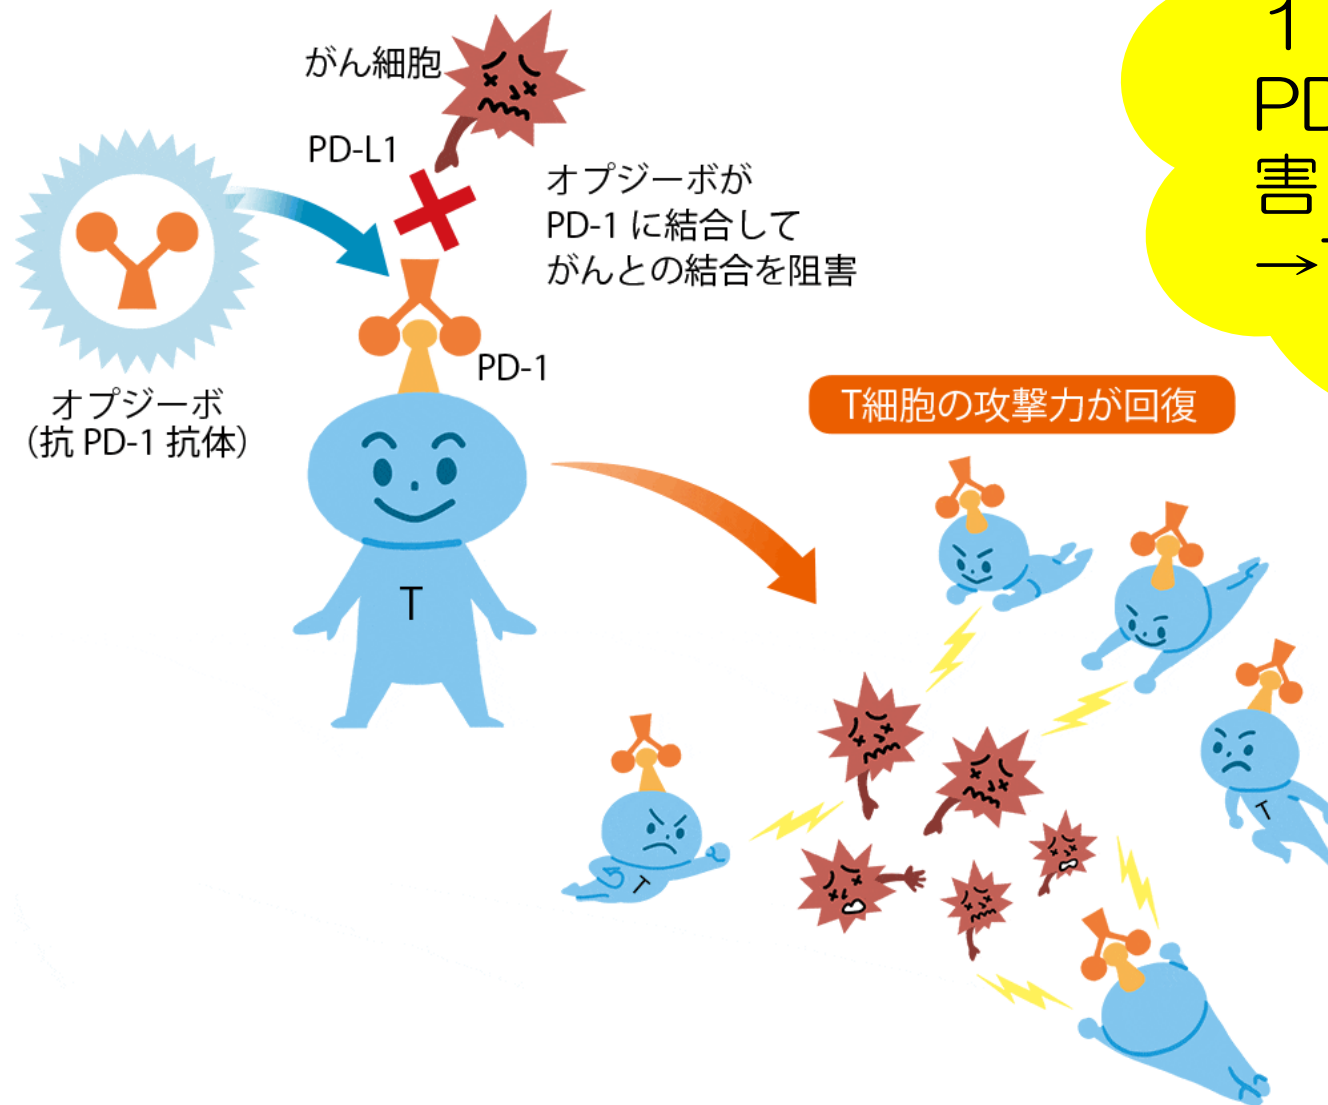 がん細胞
PD-L1
オプジーボが
PD-1 に結合して
がんとの結合を阻害
オプジーボ
（抗 PD-1 抗体）
PD-1
T細胞の攻撃力が回復
T
T
T
1
害
→